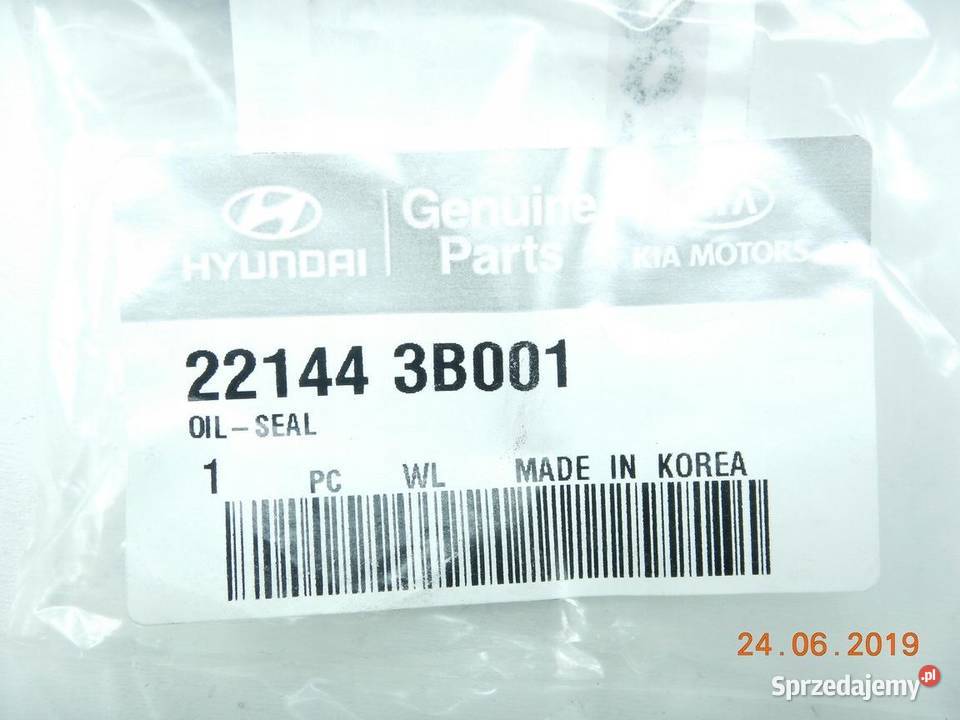 HYUNDAI
Genuine
Parts
KIA MOTORS
22144 3B001
OIL-SEAL
1 PC WL MADE IN KOREA
24.06.2019
Sprzedajemy.pl